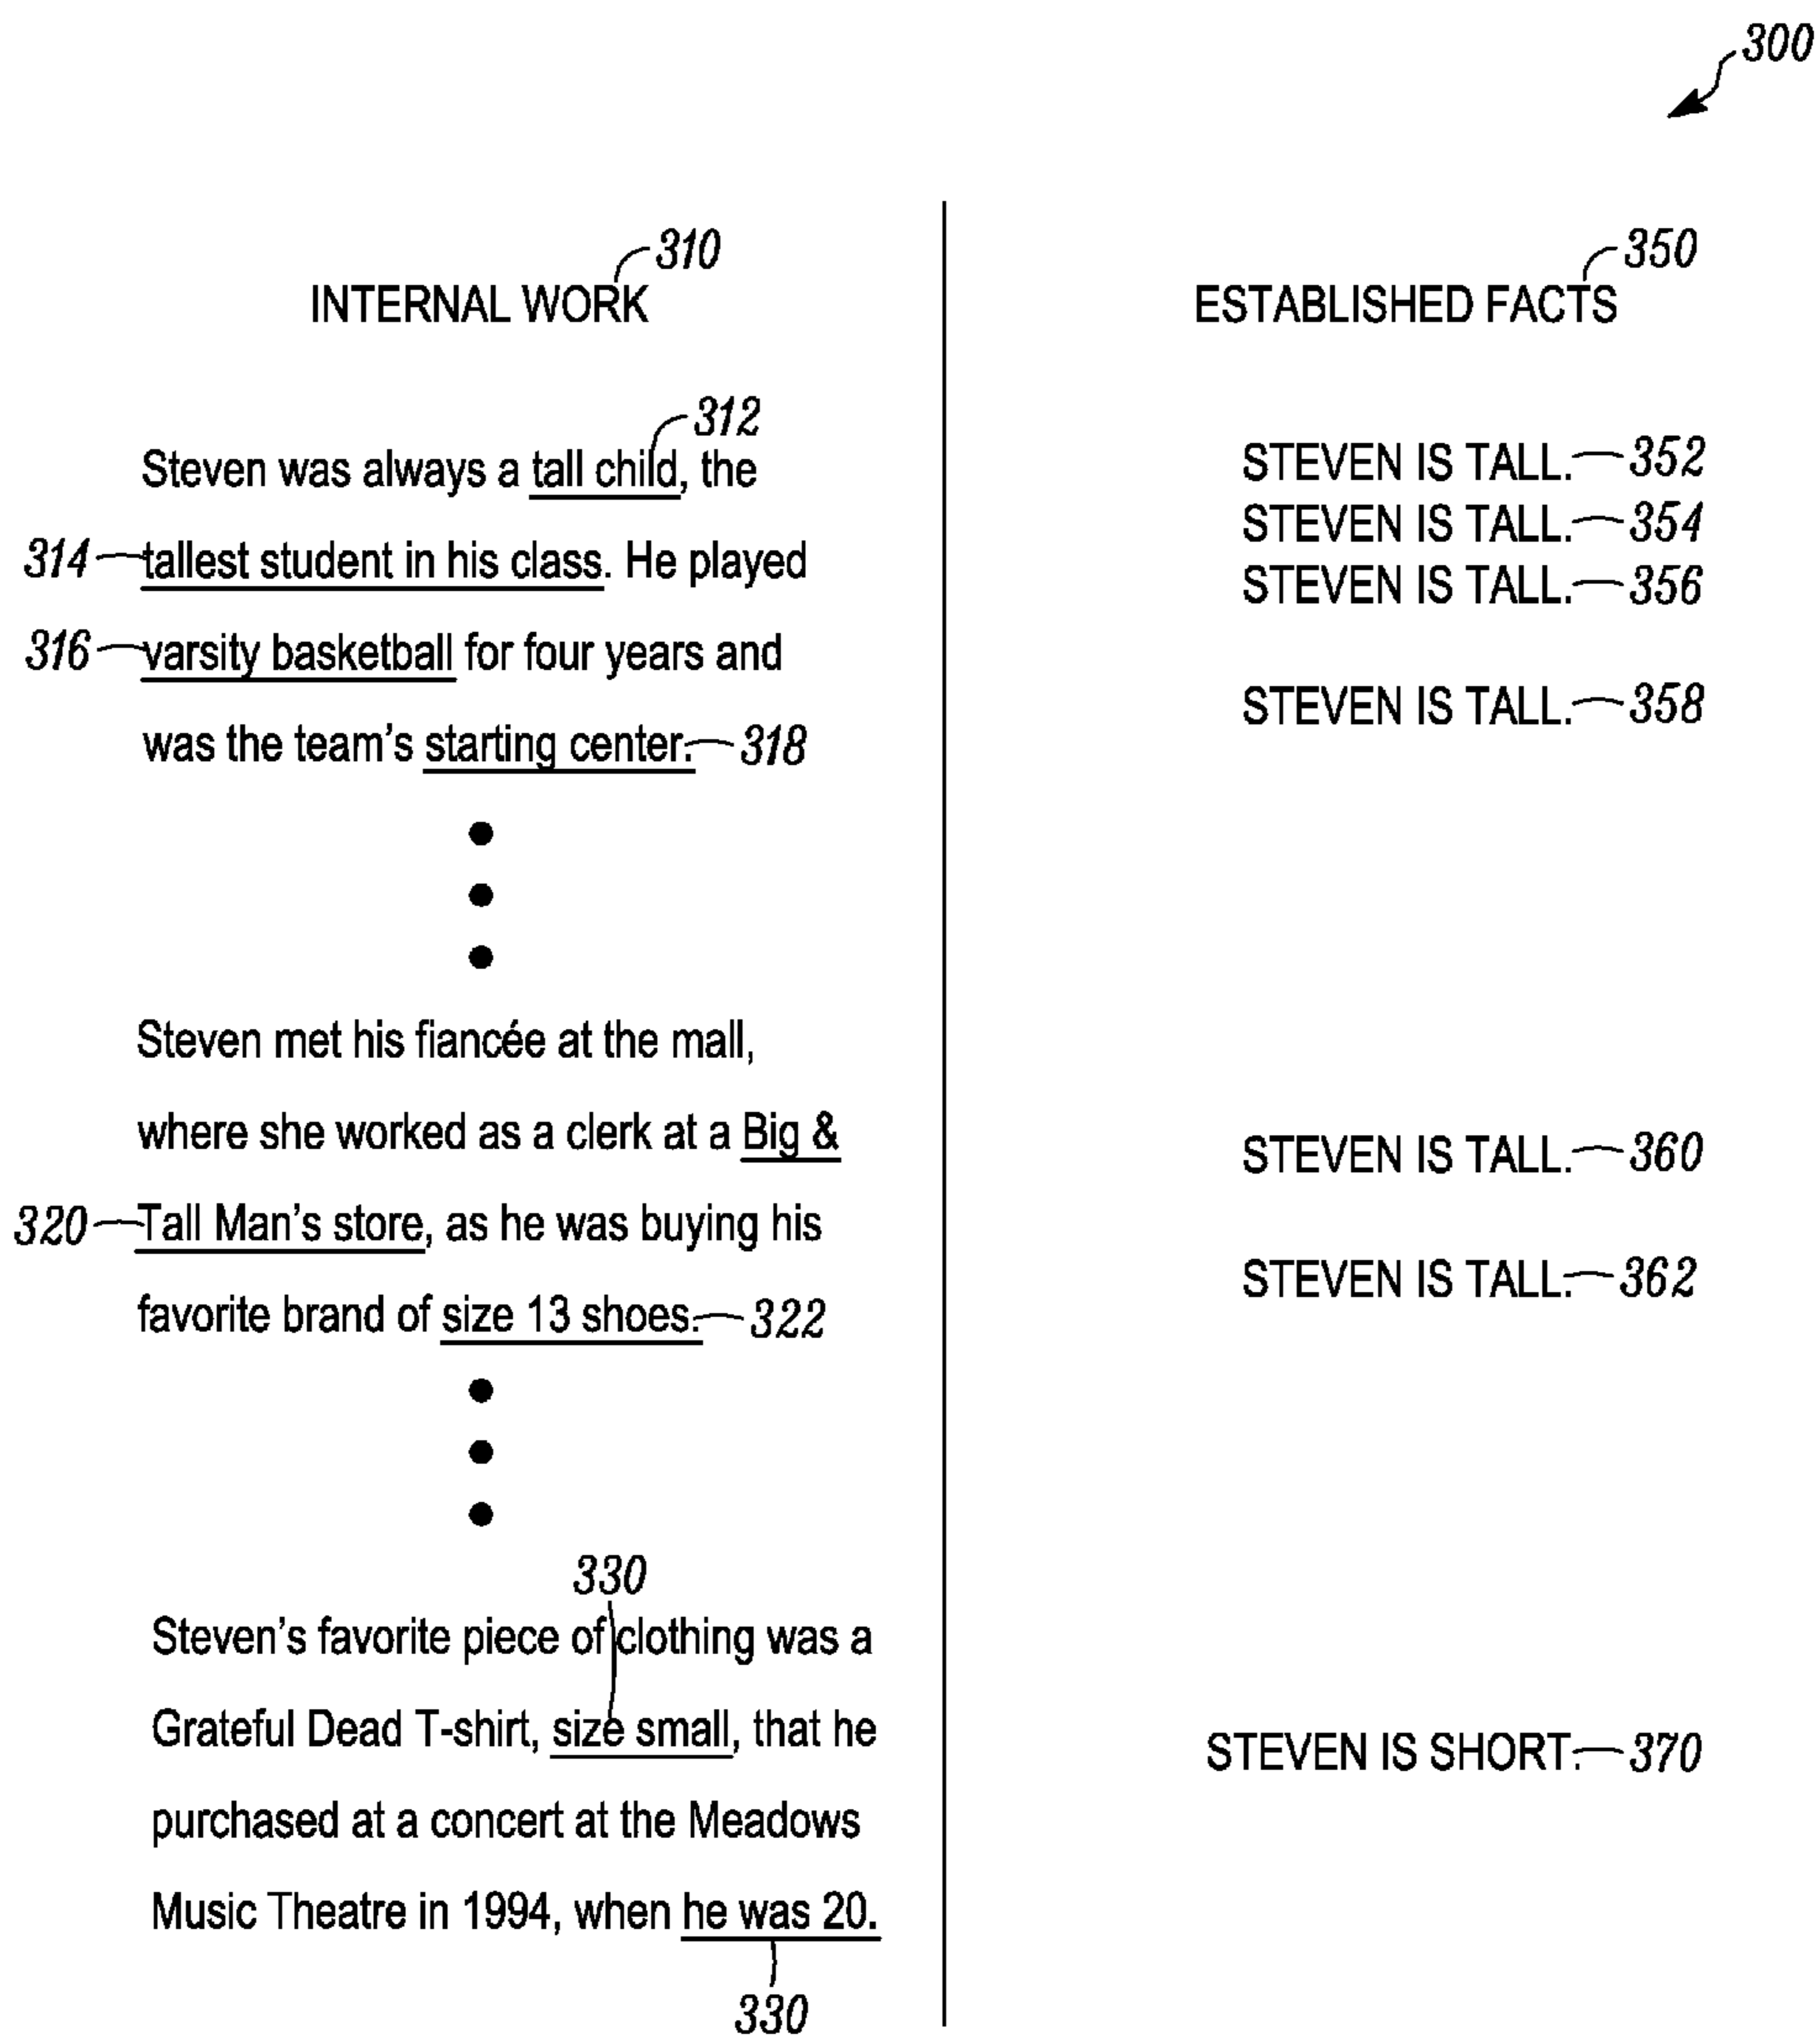 300
310
INTERNAL WORK
312
Steven was always a tall child, the
314 tallest student in his class. He played
316 varsity basketball for four years and
was the team's starting center. 318
Steven met his fiancée at the mall,
where she worked as a clerk at a Big &
320 Tall Man's store, as he was buying his
favorite brand of size 13 shoes. 322
330
Steven's favorite piece of clothing was a
Grateful Dead T-shirt, size small, that he
purchased at a concert at the Meadows
Music Theatre in 1994, when he was 20.
330
350
ESTABLISHED FACTS
STEVEN IS TALL. 352
STEVEN IS TALL. 354
STEVEN IS TALL. 356
STEVEN IS TALL. 358
STEVEN IS TALL. 360
STEVEN IS TALL. 362
STEVEN IS SHORT. 370